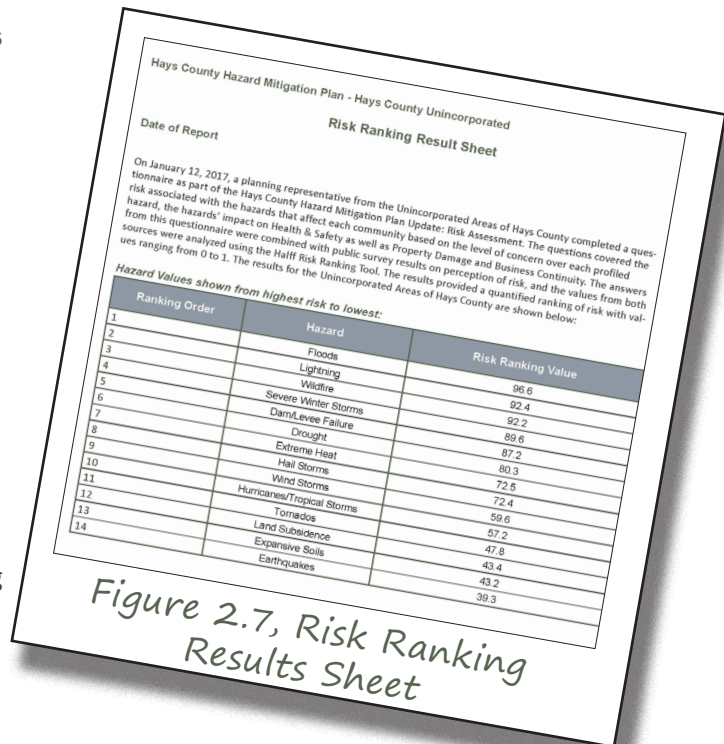 Hays County Hazard Mitigation Plan - Hays County Unincorporated
Risk Ranking Result Sheet
Date of Report
On January 12, 2017, a planning representative from the Unincorporated Areas of Hays County completed a ques-
tionnaire as part of the Hays County Hazard Mitigation Plan Update: Risk Assessment. The questions covered the
risk associated with the hazards that affect each community based on the level of concern over each profiled
hazard, the hazards' impact on Health & Safety as well as Property Damage and Business Continuity. The answers
from this questionnaire were combined with public survey results on perception of risk, and the values from both
sources were analyzed using the Halff Risk Ranking Tool. The results provided a quantified ranking of risk with val-
ues ranging from 0 to 1. The results for the Unincorporated Areas of Hays County are shown below:
Hazard Values shown from highest risk to lowest:
Ranking Order Hazard Risk Ranking Value
1 Floods 96.6
2 Lightning 92.4
3 Wildfire 92.2
4 Severe Winter Storms 89.6
5 Dam/Levee Failure 87.2
6 Drought 80.3
7 Extreme Heat 72.5
8 Hail Storms 72.4
9 Wind Storms 59.6
10 Hurricanes/Tropical Storms 57.2
11 Tornados 47.8
12 Land Subsidence 43.4
13 Expansive Soils 43.2
14 Earthquakes 39.3
Figure 2.7, Risk Ranking
Results Sheet